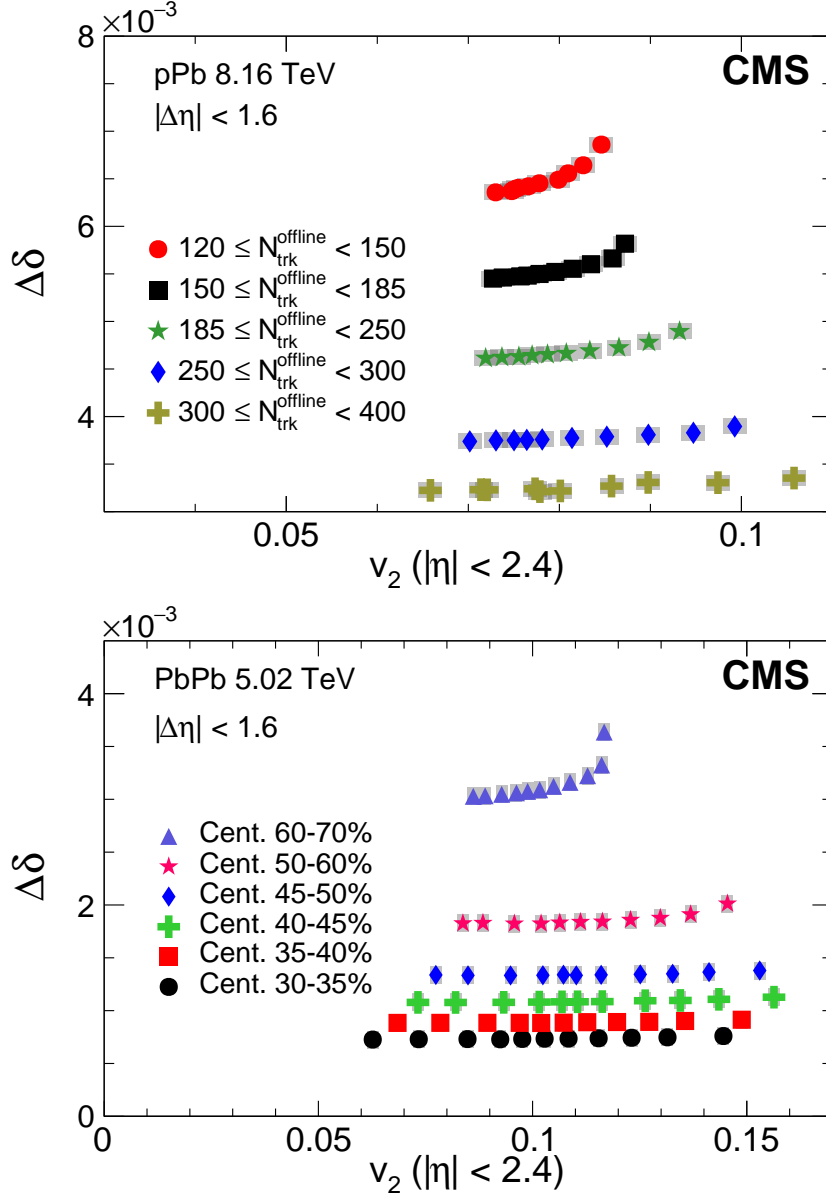 ×10⁻³
8
pPb 8.16 TeV
CMS
|Δη| < 1.6
6
120 ≤ N_trk^offline < 150
150 ≤ N_trk^offline < 185
185 ≤ N_trk^offline < 250
250 ≤ N_trk^offline < 300
300 ≤ N_trk^offline < 400
Δδ
4
0.05
0.1
v₂ (|η| < 2.4)
×10⁻³
PbPb 5.02 TeV
CMS
4
|Δη| < 1.6
Cent. 60-70%
Cent. 50-60%
Cent. 45-50%
Cent. 40-45%
Cent. 35-40%
Cent. 30-35%
Δδ
2
0
0
0.05
0.1
0.15
v₂ (|η| < 2.4)